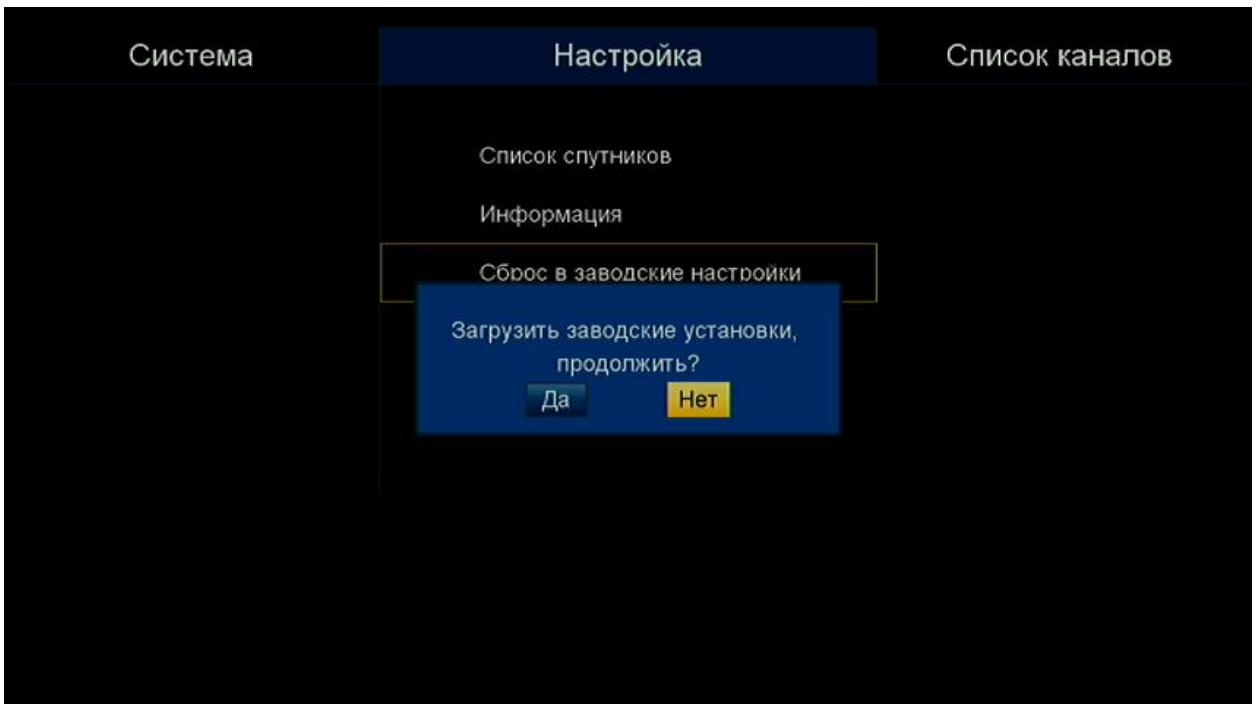 Система
Настройка
Список каналов
Список спутников
Информация
Сброс в заводские настройки
Загрузить заводские установки,
продолжить?
Да
Нет